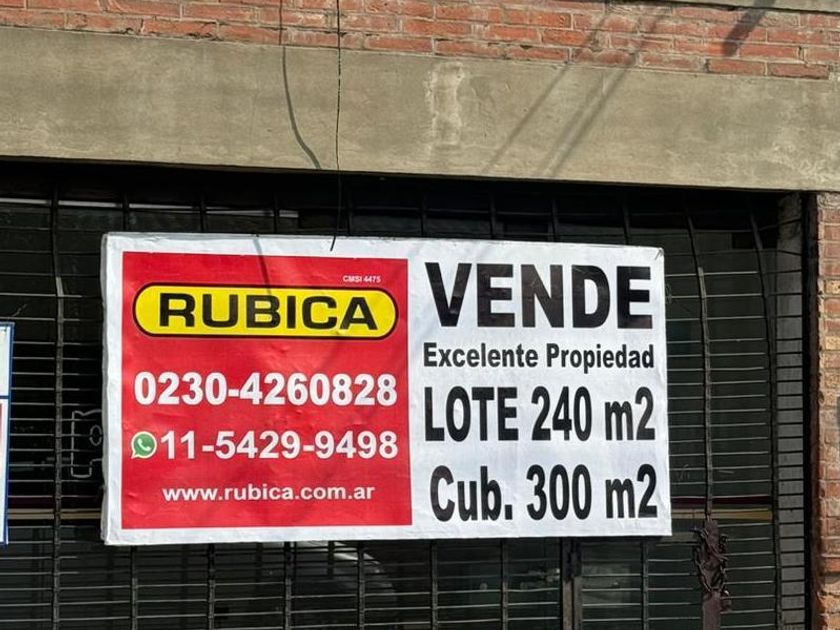 CMSI 4475
RUBICA
0230-4260828
11-5429-9498
www.rubica.com.ar
VENDE
Excelente Propiedad
LOTE 240 m2
Cub. 300 m2